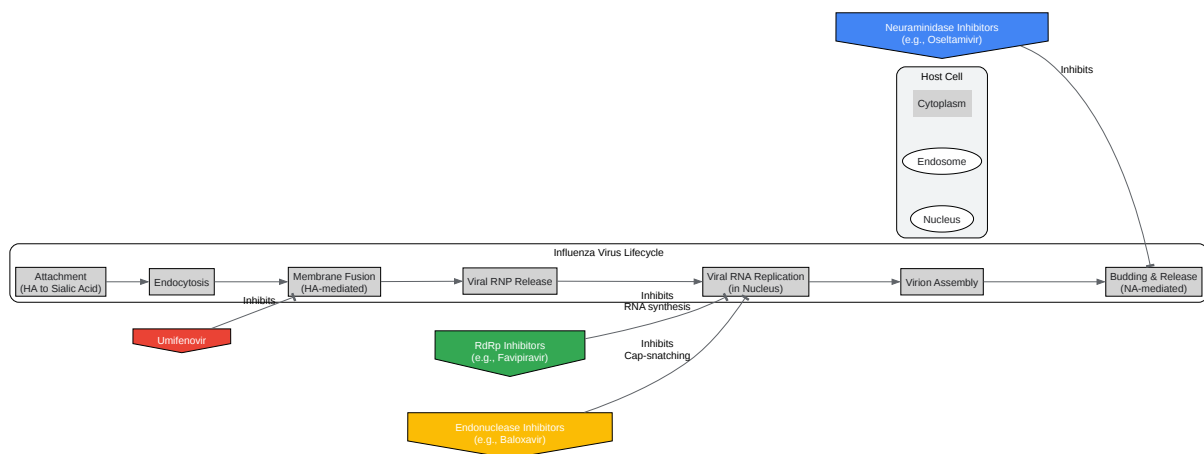 Neuraminidase Inhibitors
(e.g., Oseltamivir)
Inhibits
Host Cell
Cytoplasm
Endosome
Nucleus
Influenza Virus Lifecycle
Attachment
(HA to Sialic Acid)
Endocytosis
Membrane Fusion
(HA-mediated)
Viral RNP Release
Viral RNA Replication
(in Nucleus)
Virion Assembly
Budding & Release
(NA-mediated)
Inhibits
Inhibits
RNA synthesis
Umifenovir
RdRp Inhibitors
(e.g., Favipiravir)
Inhibits
Cap-snatching
Endonuclease Inhibitors
(e.g., Baloxavir)